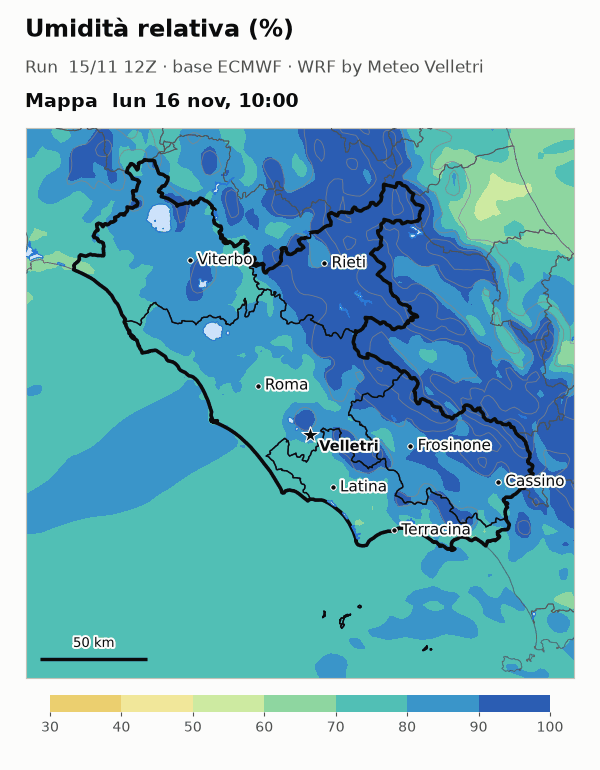 Umidità relativa (%)
Run 15/11 12Z · base ECMWF · WRF by Meteo Velletri
Mappa lun 16 nov, 10:00
Viterbo
Rieti
Roma
Velletri
Frosinone
Cassino
Latina
Terracina
50 km
30 40 50 60 70 80 90 100